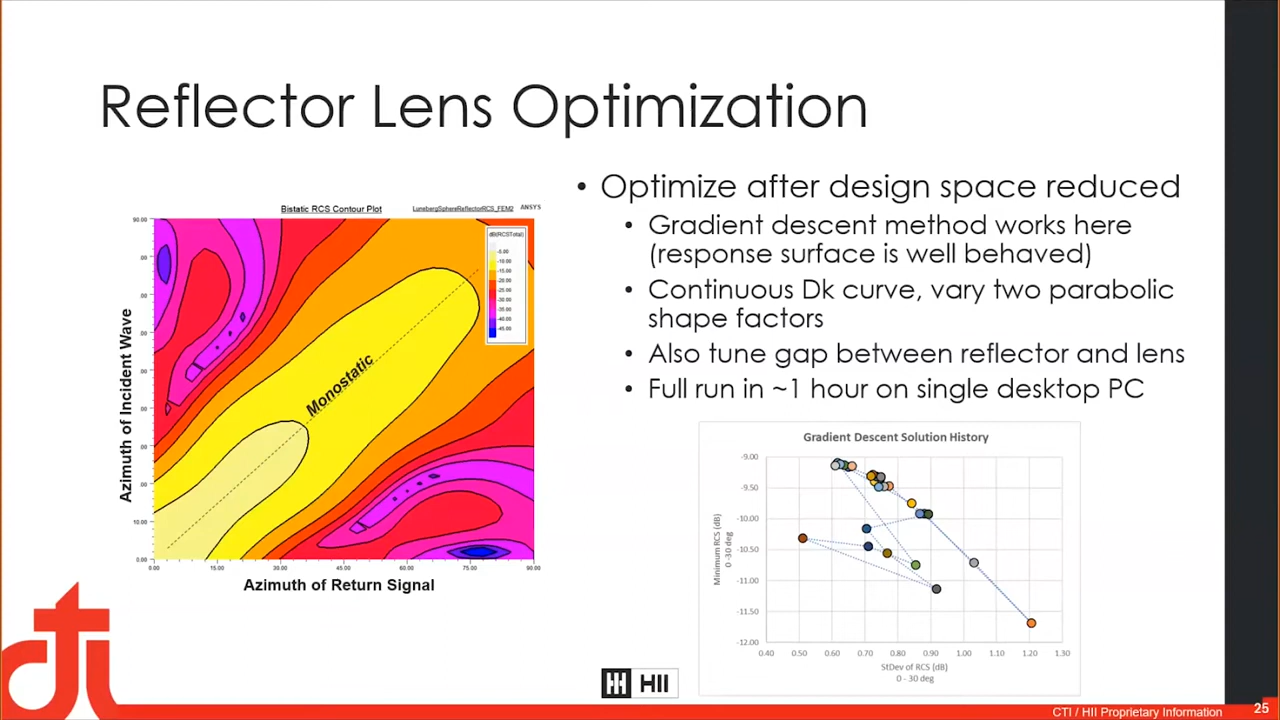 Reflector Lens Optimization
• Optimize after design space reduced
• Gradient descent method works here
(response surface is well behaved)
• Continuous Dk curve, vary two parabolic
shape factors
• Also tune gap between reflector and lens
• Full run in ~1 hour on single desktop PC
Bistatic RCS Contour Plot
LunebergSphereReflectorRCS_FEM2
ANSYS
dB(RCSTotal)
-5.00
-10.00
-15.00
-20.00
-25.00
-30.00
-35.00
-40.00
-45.00
90.00
.00
.00
.00
.00
.00
.00
.00
10.00
0.00
Azimuth of Incident Wave
Monostatic
0.00 15.00 30.00 45.00 60.00 75.00 90.00
Azimuth of Return Signal
Gradient Descent Solution History
-9.00
-9.50
-10.00
-10.50
-11.00
-11.50
-12.00
Minimum RCS (dB)
0 -30 deg
0.40 0.50 0.60 0.70 0.80 0.90 1.00 1.10 1.20 1.30
StDev of RCS (dB)
0 - 30 deg
dti
HII
CTI / HII Proprietary Information
25